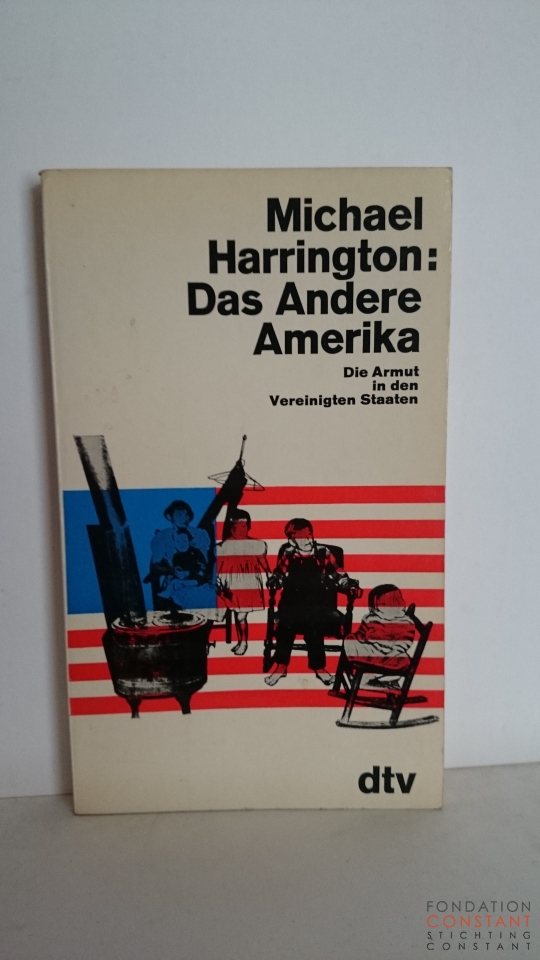 Michael
Harrington:
Das Andere
Amerika
Die Armut
in den
Vereinigten Staaten
dtv
FONDATION
CONSTANT
STICHTING
CONSTANT